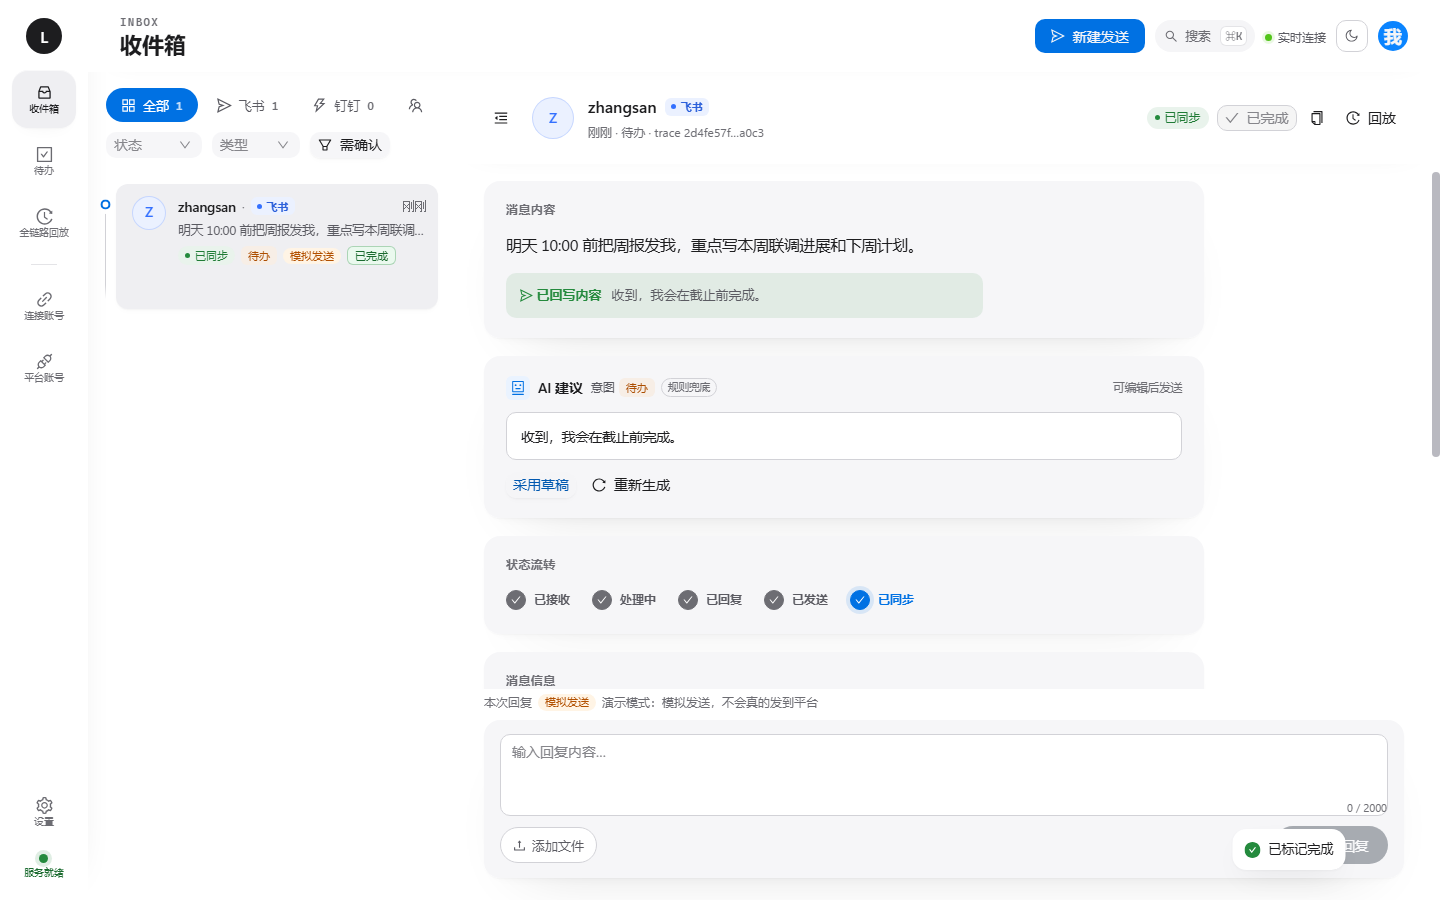 L
INBOX
收件箱
新建发送
搜索
⌘K
实时连接
我
收件箱
待办
全链路回放
连接账号
平台账号
设置
服务就绪
全部 1
飞书 1
钉钉 0
状态
类型
需确认
Z
zhangsan · 飞书
刚刚
明天 10:00 前把周报发我，重点写本周联调...
已同步 待办 模拟发送 已完成
Z
zhangsan 飞书
刚刚 · 待办 · trace 2d4fe57f...a0c3
已同步
已完成
回放
消息内容
明天 10:00 前把周报发我，重点写本周联调进展和下周计划。
已回写内容 收到，我会在截止前完成。
AI 建议 意图 待办 规则兜底
可编辑后发送
收到，我会在截止前完成。
采用草稿
重新生成
状态流转
已接收 处理中 已回复 已发送 已同步
消息信息
本次回复 模拟发送 演示模式：模拟发送，不会真的发到平台
输入回复内容...
0 / 2000
添加文件
已标记完成
回复